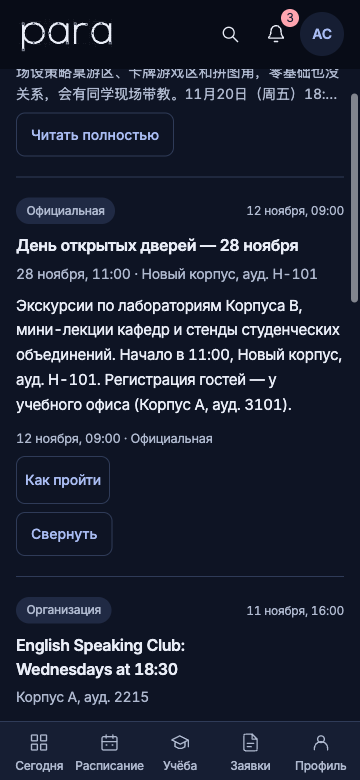 para
3
AC
场设策略桌游区、卡牌游戏区和拼图角，零基础也没
关系，会有同学现场带教。11月20日（周五）18:...
Читать полностью
Официальная
12 ноября, 09:00
День открытых дверей — 28 ноября
28 ноября, 11:00 · Новый корпус, ауд. Н-101
Экскурсии по лабораториям Корпуса В,
мини-лекции кафедр и стенды студенческих
объединений. Начало в 11:00, Новый корпус,
ауд. Н-101. Регистрация гостей — у
учебного офиса (Корпус А, ауд. 3101).
12 ноября, 09:00 · Официальная
Как пройти
Свернуть
Организация
11 ноября, 16:00
English Speaking Club:
Wednesdays at 18:30
Корпус А, ауд. 2215
Сегодня
Расписание
Учёба
Заявки
Профиль